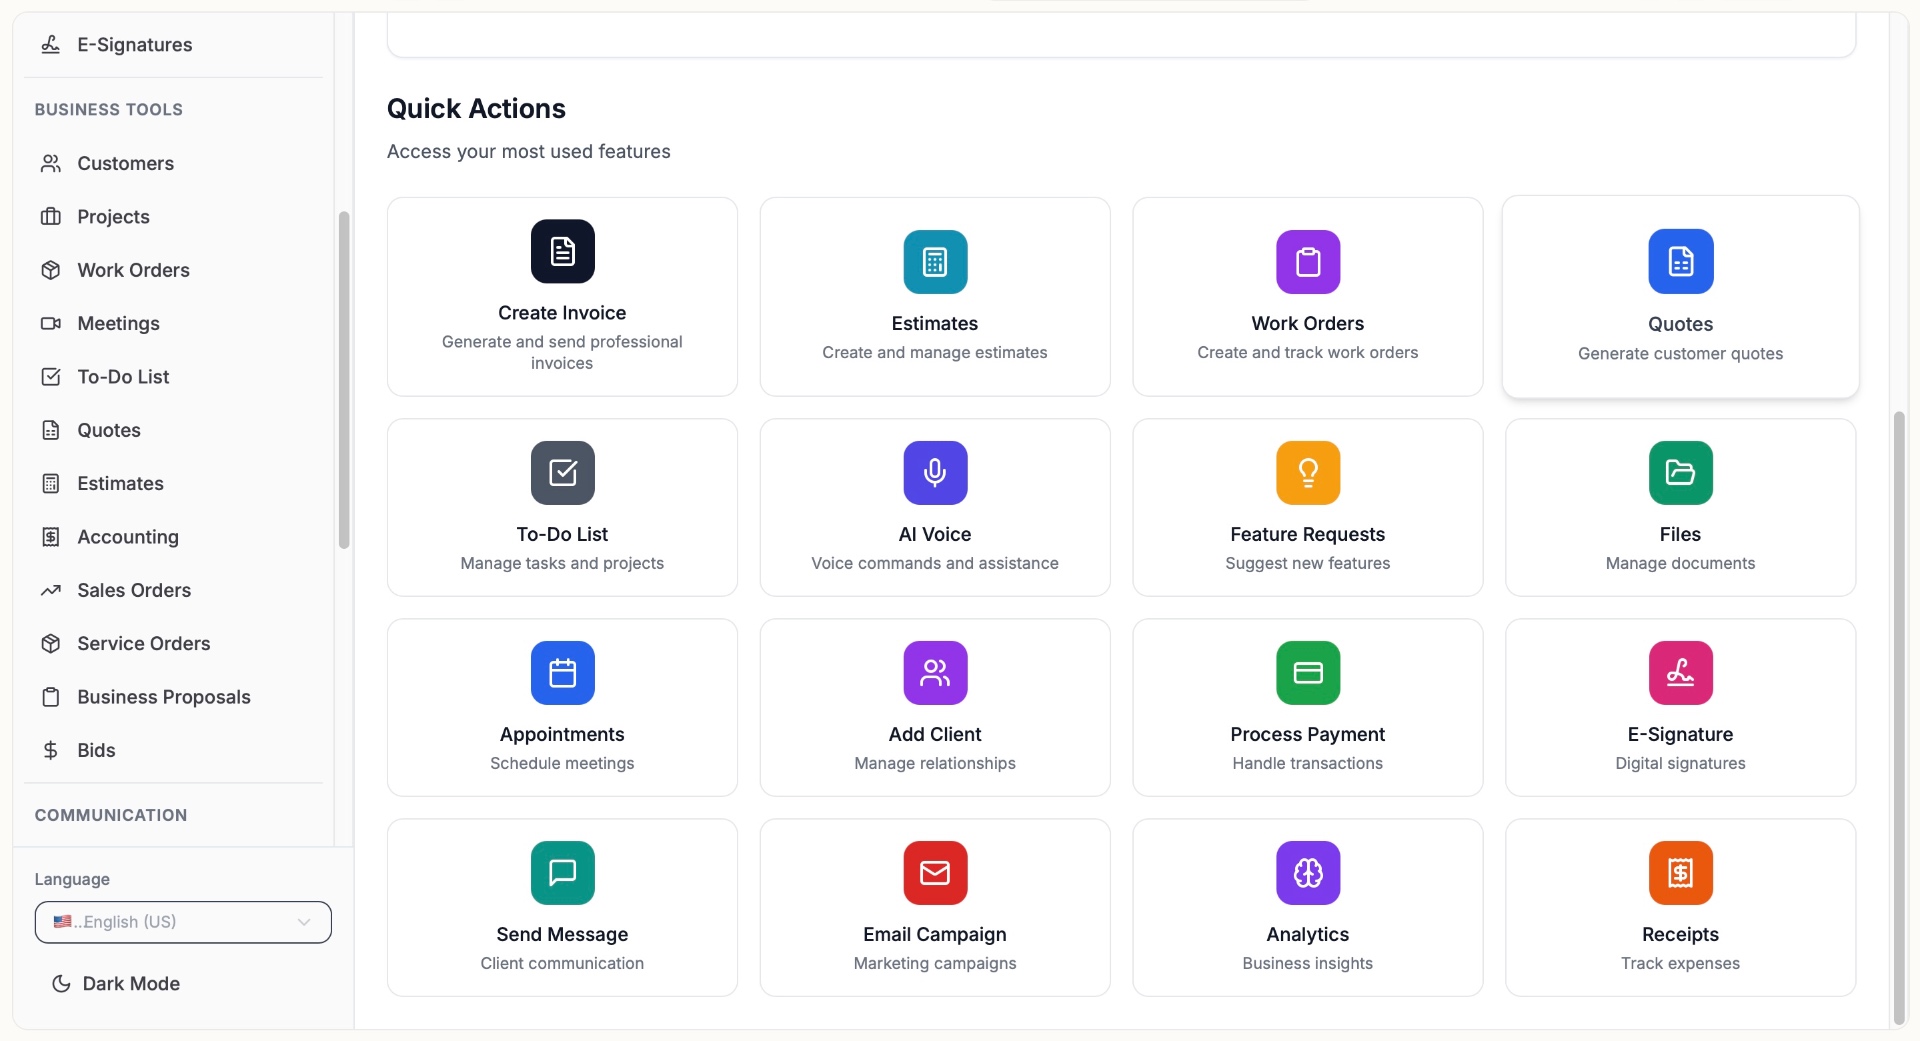 E-Signatures
BUSINESS TOOLS
Customers
Projects
Work Orders
Meetings
To-Do List
Quotes
Estimates
Accounting
Sales Orders
Service Orders
Business Proposals
Bids
COMMUNICATION
Language
...English (US)
Dark Mode
Quick Actions
Access your most used features
Create Invoice
Generate and send professional
invoices
Estimates
Create and manage estimates
Work Orders
Create and track work orders
Quotes
Generate customer quotes
To-Do List
Manage tasks and projects
AI Voice
Voice commands and assistance
Feature Requests
Suggest new features
Files
Manage documents
Appointments
Schedule meetings
Add Client
Manage relationships
Process Payment
Handle transactions
E-Signature
Digital signatures
Send Message
Client communication
Email Campaign
Marketing campaigns
Analytics
Business insights
Receipts
Track expenses